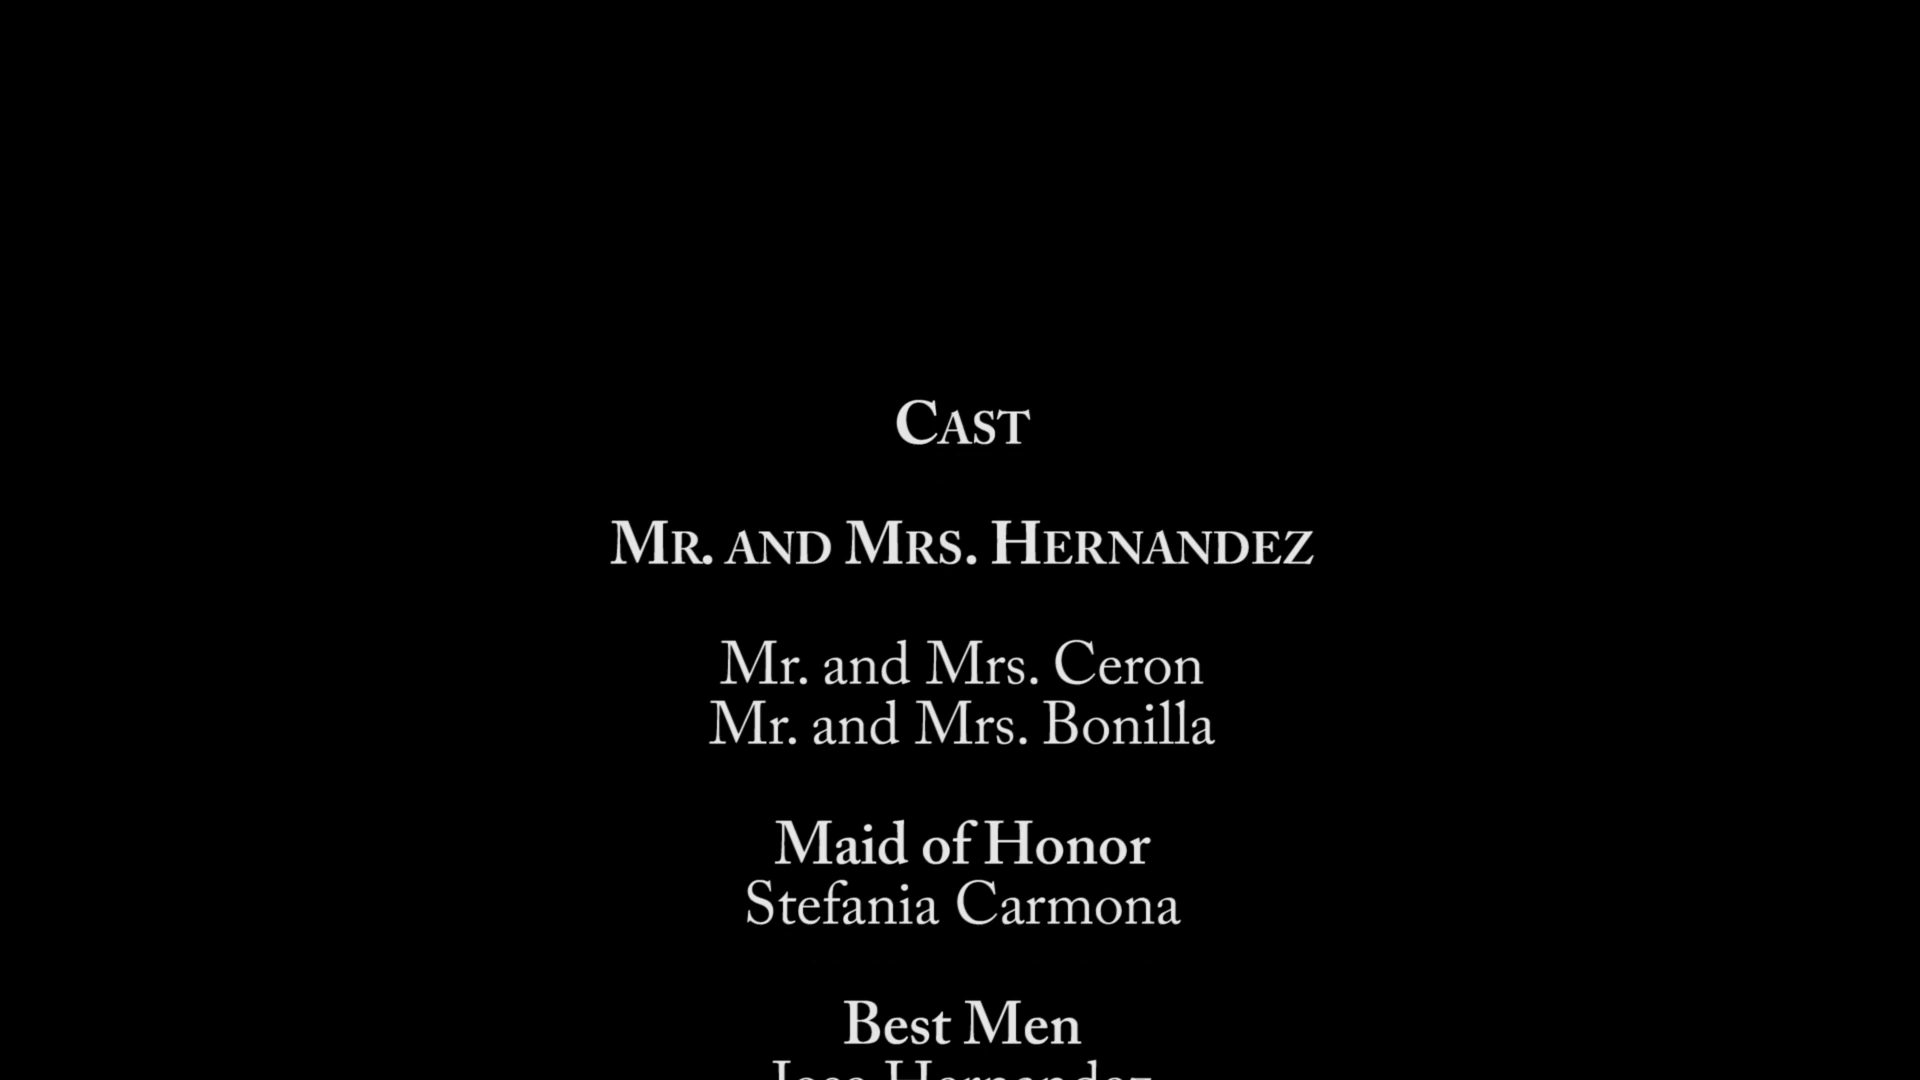 Cast
Mr. and Mrs. Hernandez
Mr. and Mrs. Ceron
Mr. and Mrs. Bonilla
Maid of Honor
Stefania Carmona
Best Men
Hernandez